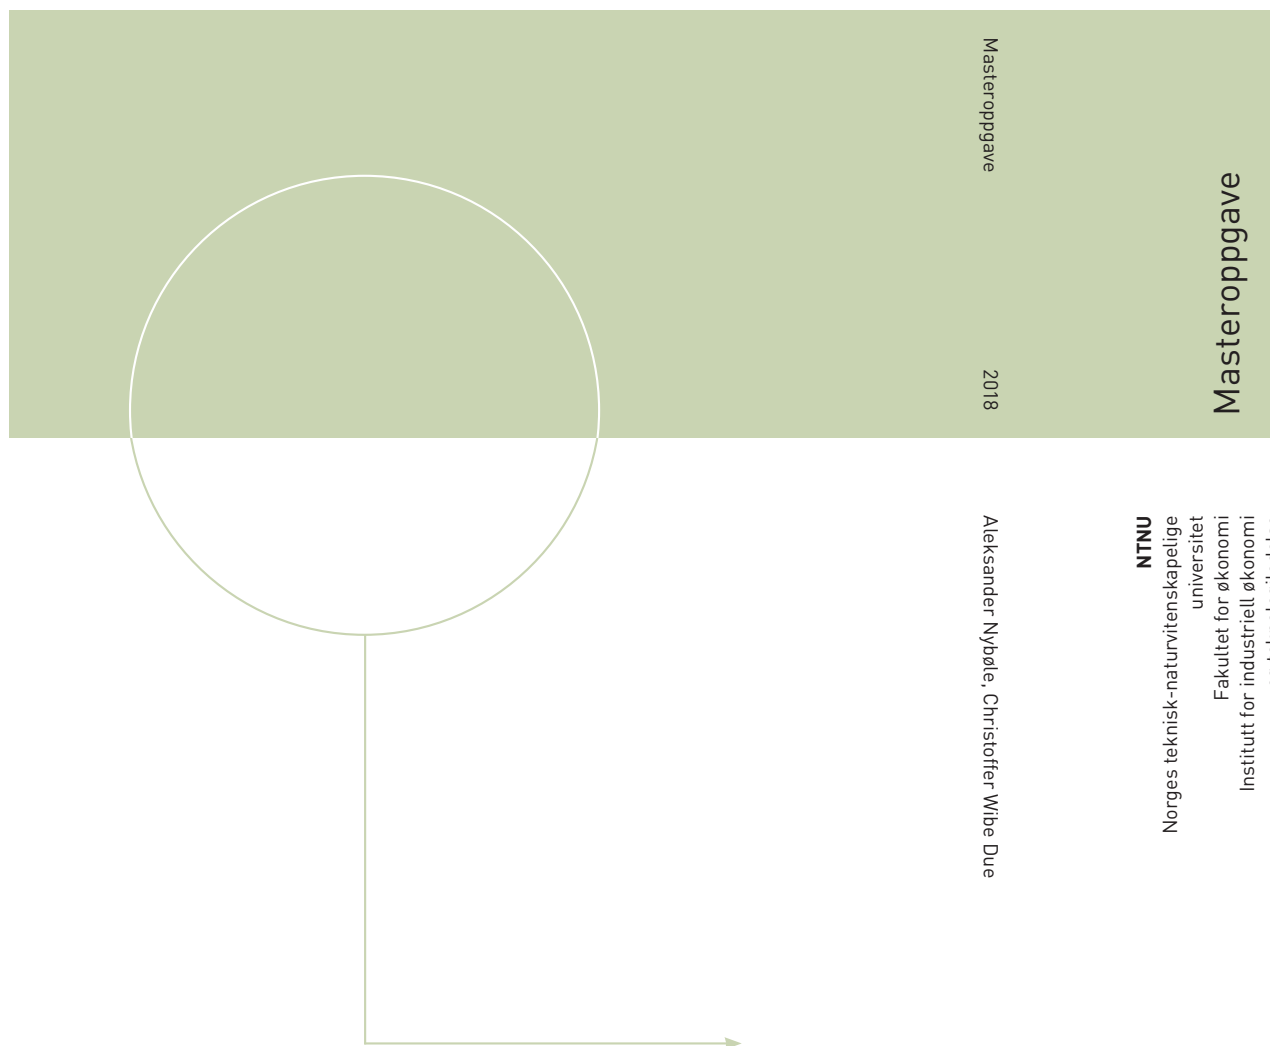 Masteroppgave
2018
Aleksander Nybøle, Christoffer Wibe Due
NTNU
Norges teknisk-naturvitenskapelige
universitet
Fakultet for økonomi
Institutt for industriell økonomi
Masteroppgave